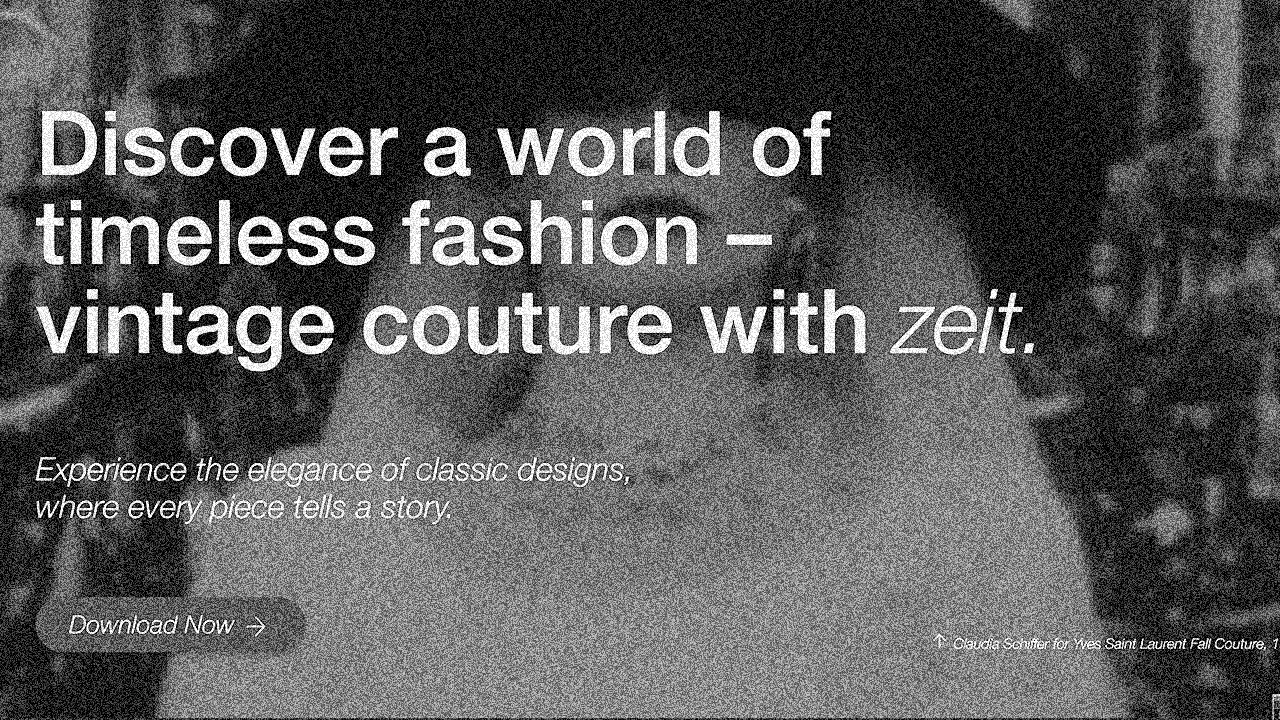 Discover a world of
timeless fashion –
vintage couture with zeit.
Experience the elegance of classic designs,
where every piece tells a story.
Download Now →
↑ Claudia Schiffer for Yves Saint Laurent Fall Couture, 1